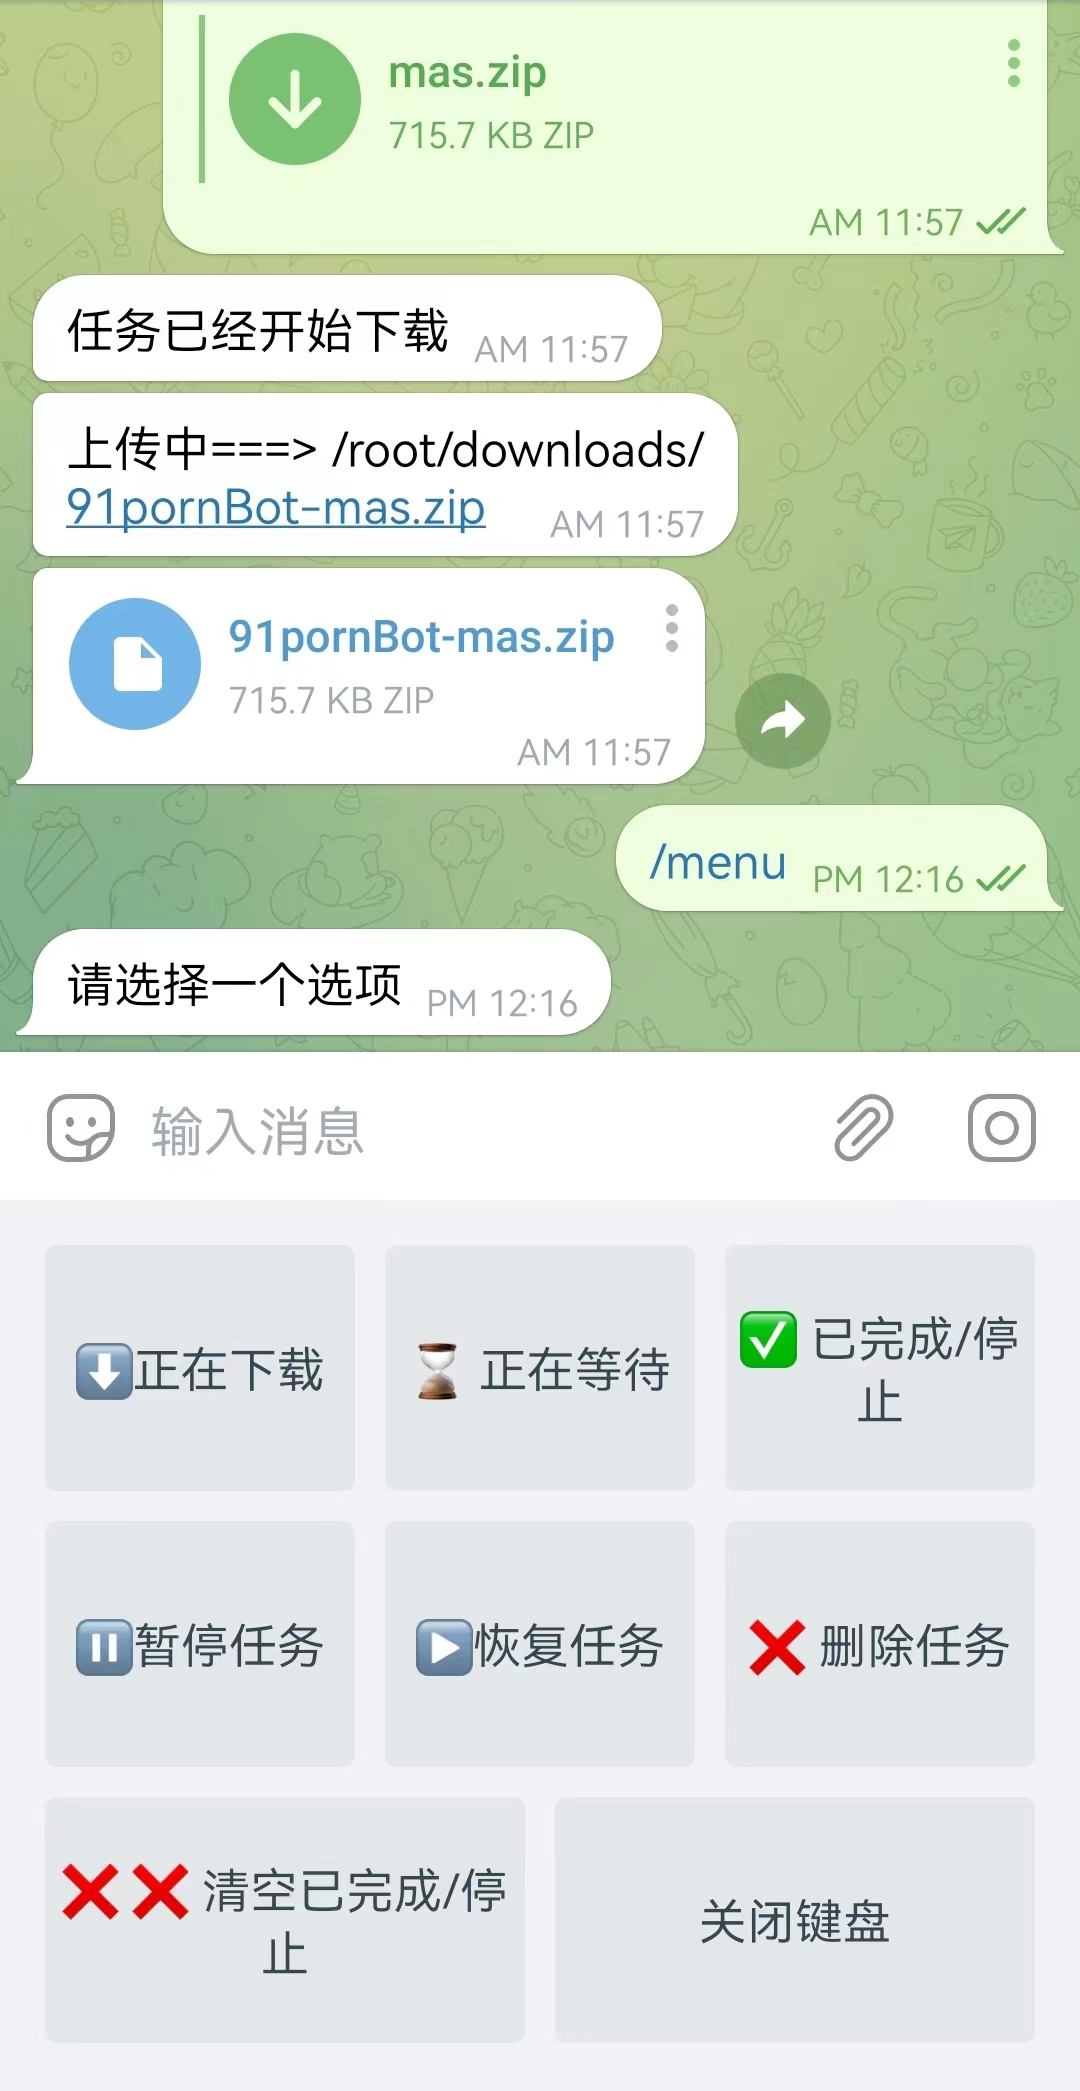 mas.zip
715.7 KB ZIP
AM 11:57
任务已经开始下载 AM 11:57
上传中===> /root/downloads/
91pornBot-mas.zip AM 11:57
91pornBot-mas.zip
715.7 KB ZIP
AM 11:57
/menu PM 12:16
请选择一个选项 PM 12:16
输入消息
正在下载
正在等待
已完成/停
止
暂停任务
恢复任务
删除任务
清空已完成/停
止
关闭键盘